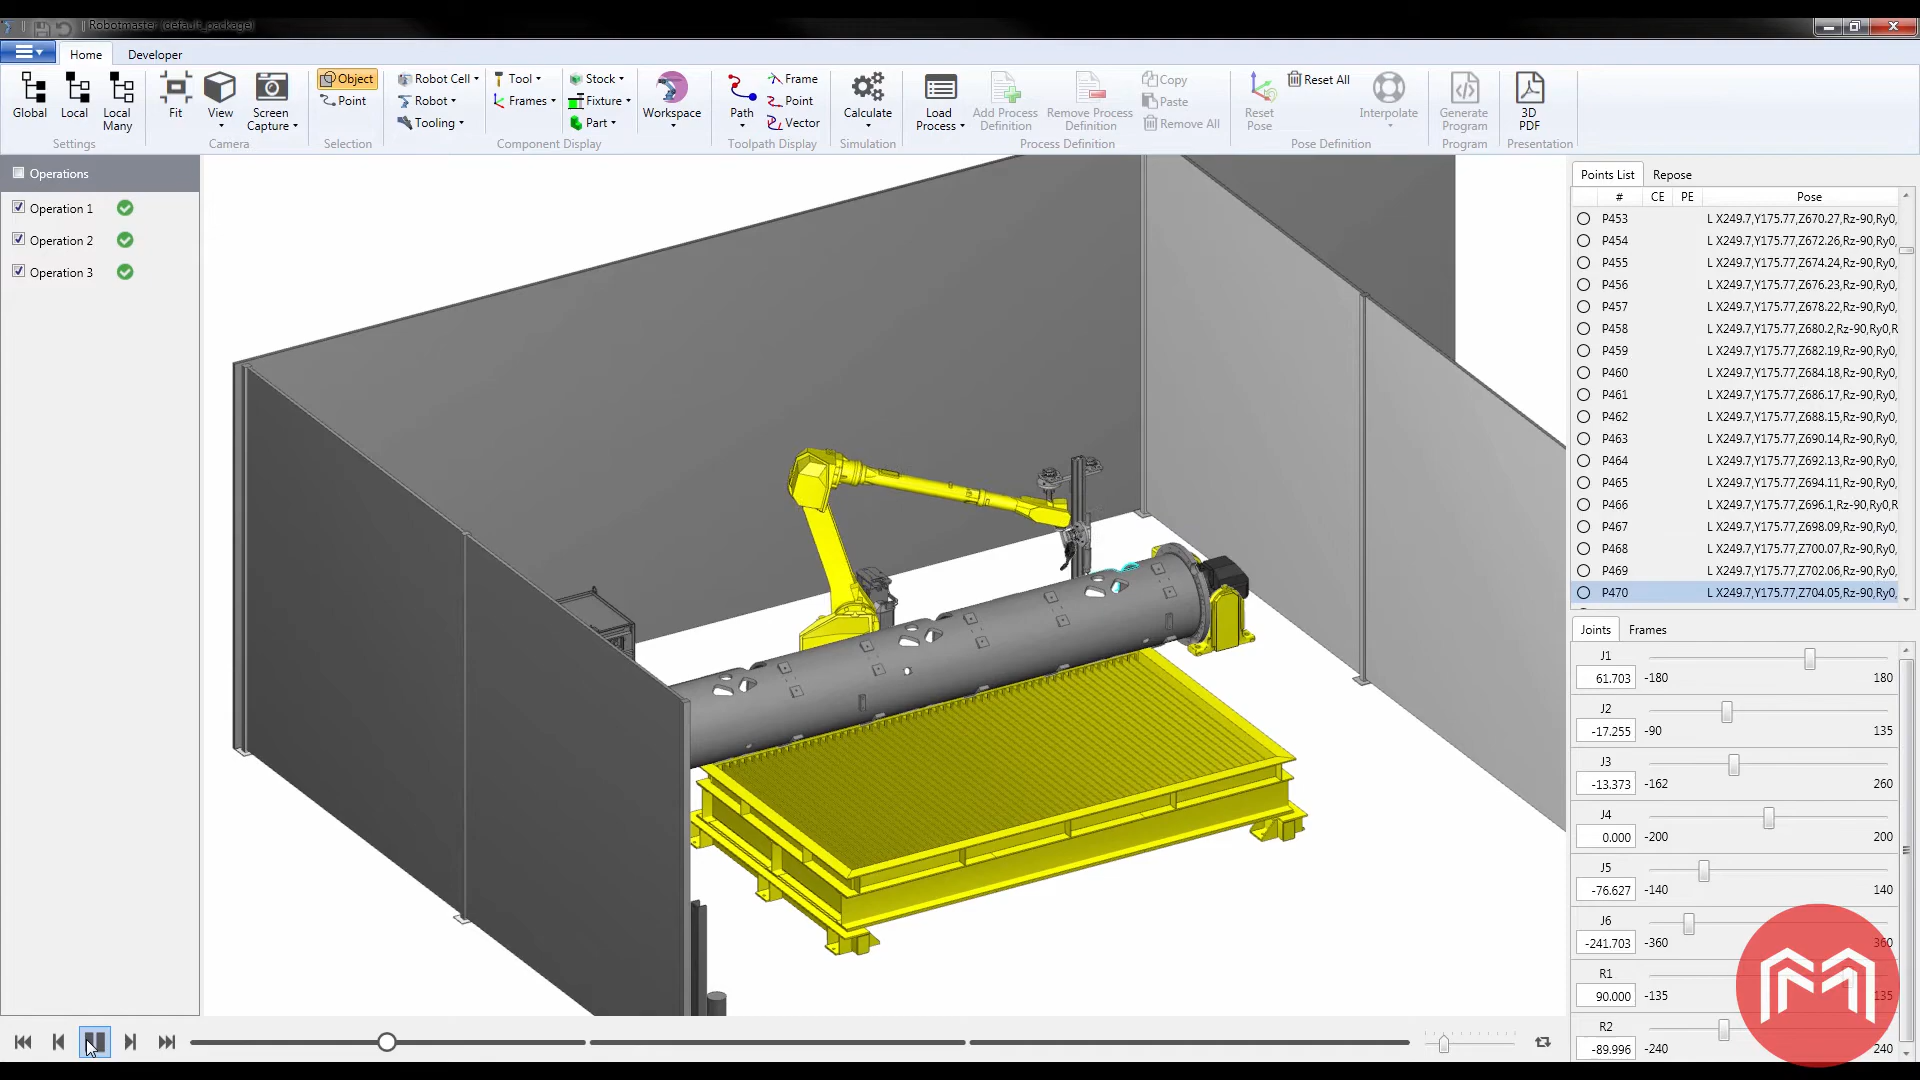 Robotmaster (default_package)
Home Developer
Global Local Local Many
Settings
Fit View Screen Capture
Camera
Object
Point
Selection
Robot Cell Tool Stock
Robot Frames Fixture
Tooling Part
Workspace
Component Display
Path Frame
Point
Vector
Toolpath Display
Calculate
Simulation
Load Process Add Process Definition Remove Process Definition
Copy
Paste
Remove All
Process Definition
Reset Pose Reset All Interpolate
Pose Definition
Generate Program
Program
3D PDF
Presentation
Operations
Operation 1
Operation 2
Operation 3
Points List Repose
# CE PE Pose
P453 L X249.7,Y175.77,Z670.27,Rz-90,Ry0,
P454 L X249.7,Y175.77,Z672.26,Rz-90,Ry0,
P455 L X249.7,Y175.77,Z674.24,Rz-90,Ry0,
P456 L X249.7,Y175.77,Z676.23,Rz-90,Ry0,
P457 L X249.7,Y175.77,Z678.22,Rz-90,Ry0,
P458 L X249.7,Y175.77,Z680.2,Rz-90,Ry0,R
P459 L X249.7,Y175.77,Z682.19,Rz-90,Ry0,
P460 L X249.7,Y175.77,Z684.18,Rz-90,Ry0,
P461 L X249.7,Y175.77,Z686.17,Rz-90,Ry0,
P462 L X249.7,Y175.77,Z688.15,Rz-90,Ry0,
P463 L X249.7,Y175.77,Z690.14,Rz-90,Ry0,
P464 L X249.7,Y175.77,Z692.13,Rz-90,Ry0,
P465 L X249.7,Y175.77,Z694.11,Rz-90,Ry0,
P466 L X249.7,Y175.77,Z696.1,Rz-90,Ry0,R
P467 L X249.7,Y175.77,Z698.09,Rz-90,Ry0,
P468 L X249.7,Y175.77,Z700.07,Rz-90,Ry0,
P469 L X249.7,Y175.77,Z702.06,Rz-90,Ry0,
P470 L X249.7,Y175.77,Z704.05,Rz-90,Ry0,
Joints Frames
J1
61.703 -180 180
J2
-17.255 -90 135
J3
-13.373 -162 260
J4
0.000 -200 200
J5
-76.627 -140 140
J6
-241.703 -360 360
R1
90.000 -135 135
R2
-89.996 -240 240